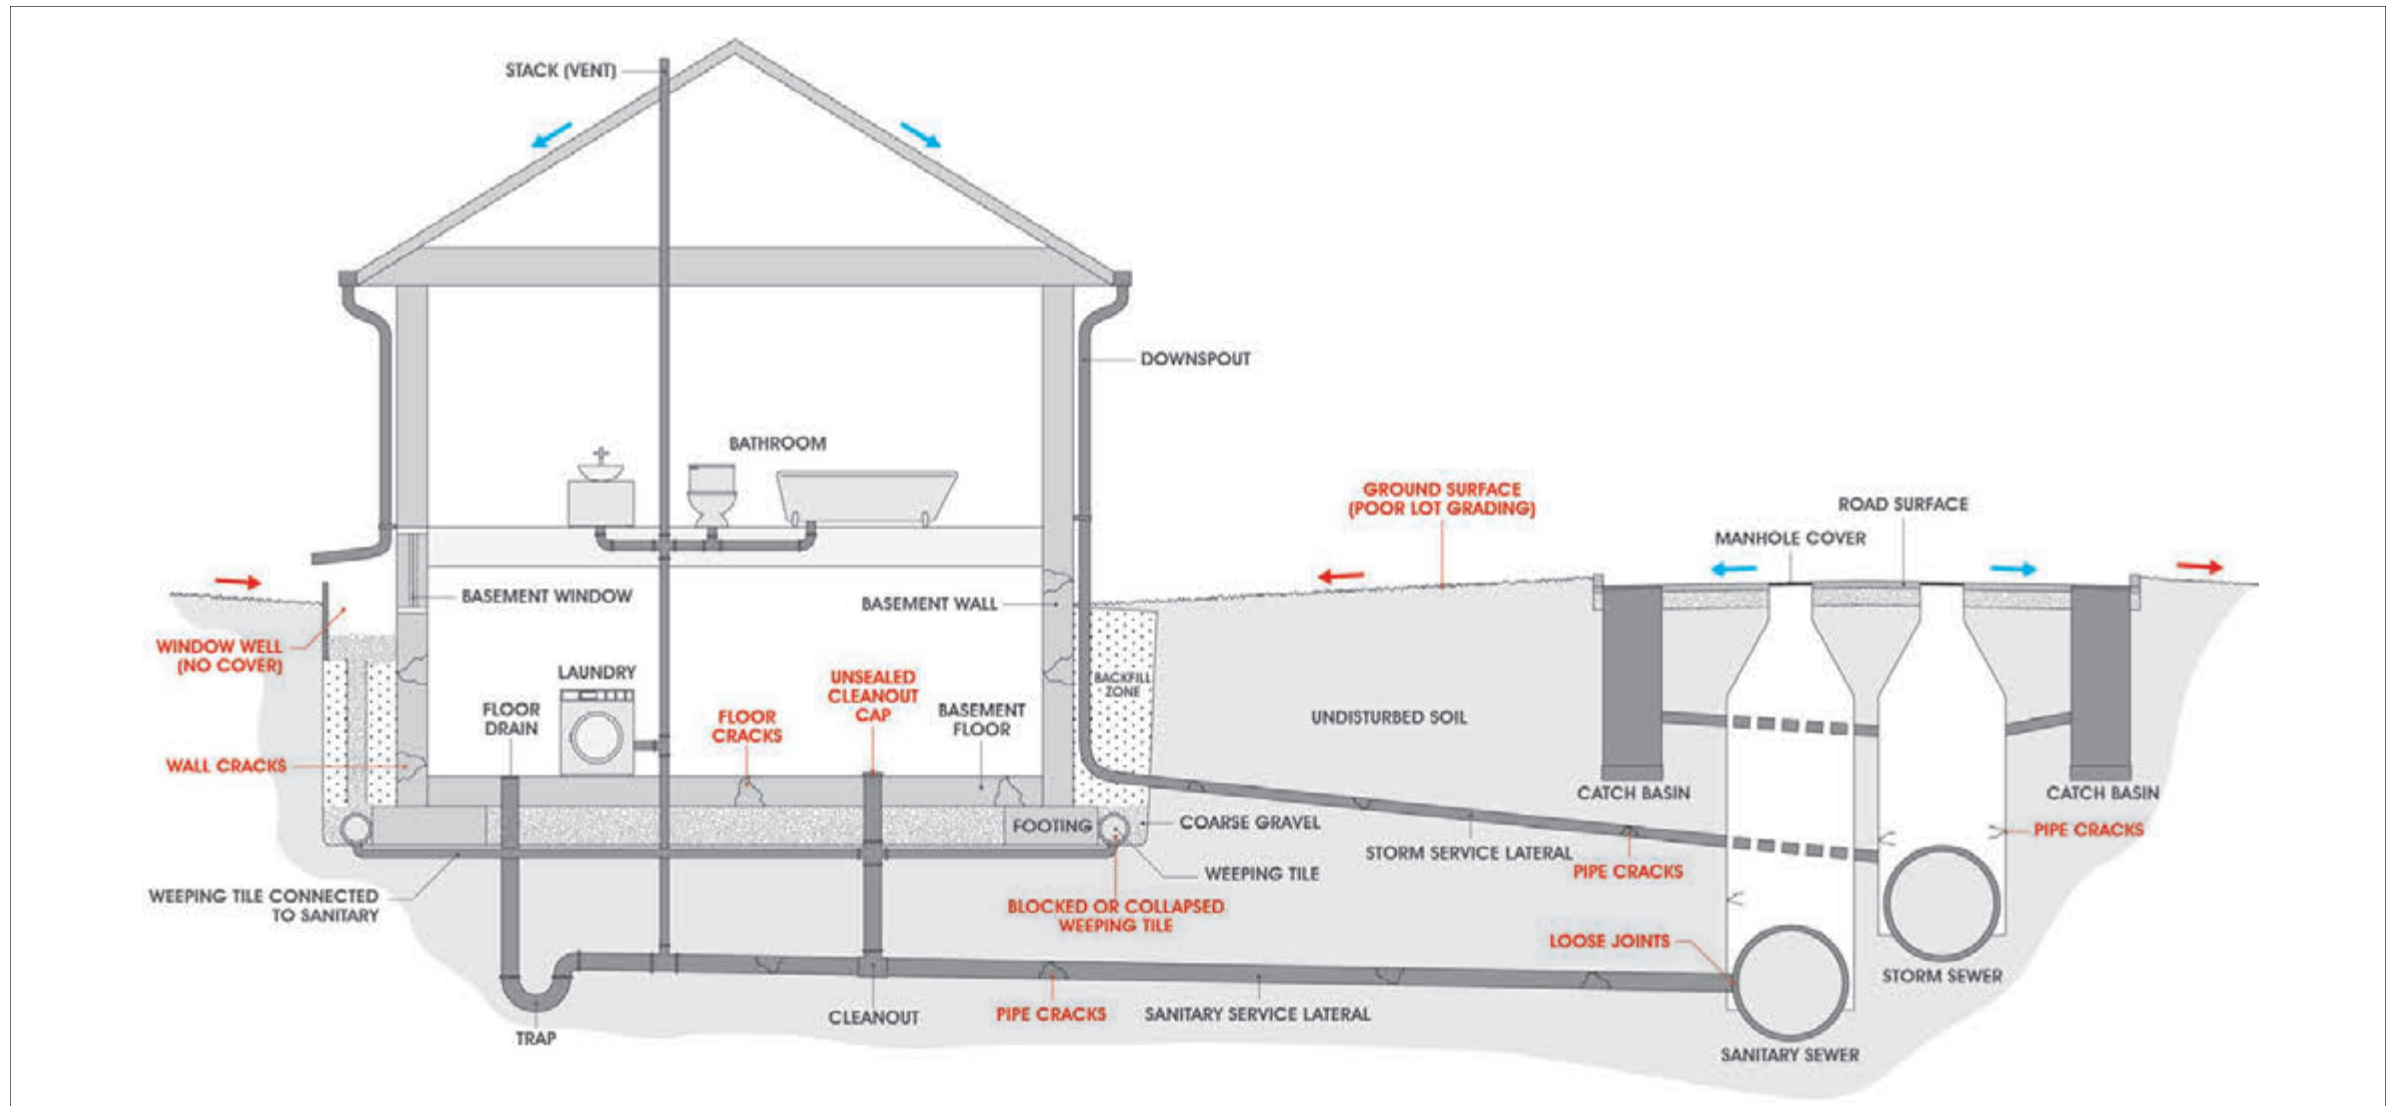 STACK (VENT)
DOWNSPOUT
BATHROOM
GROUND SURFACE
(POOR LOT GRADING)
ROAD SURFACE
MANHOLE COVER
BASEMENT WINDOW
BASEMENT WALL
WINDOW WELL
(NO COVER)
LAUNDRY
UNSEALED
CLEANOUT
CAP
BACKFILL
ZONE
FLOOR
DRAIN
FLOOR
CRACKS
BASEMENT
FLOOR
UNDISTURBED SOIL
WALL CRACKS
CATCH BASIN
CATCH BASIN
FOOTING
COARSE GRAVEL
PIPE CRACKS
STORM SERVICE LATERAL
PIPE CRACKS
WEEPING TILE
WEEPING TILE CONNECTED
TO SANITARY
BLOCKED OR COLLAPSED
WEEPING TILE
LOOSE JOINTS
STORM SEWER
CLEANOUT
PIPE CRACKS
SANITARY SERVICE LATERAL
TRAP
SANITARY SEWER